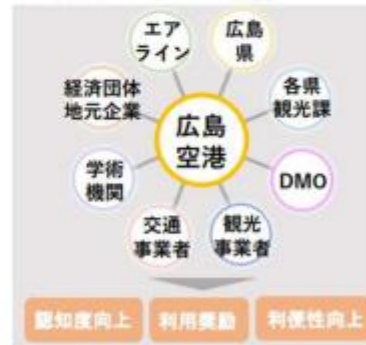 エア
ライン
広島
県
経済団体
地元企業
各県
観光課
広島
空港
学術
機関
DMO
交通
事業者
観光
事業者
認知度向上
利用奨励
利便性向上